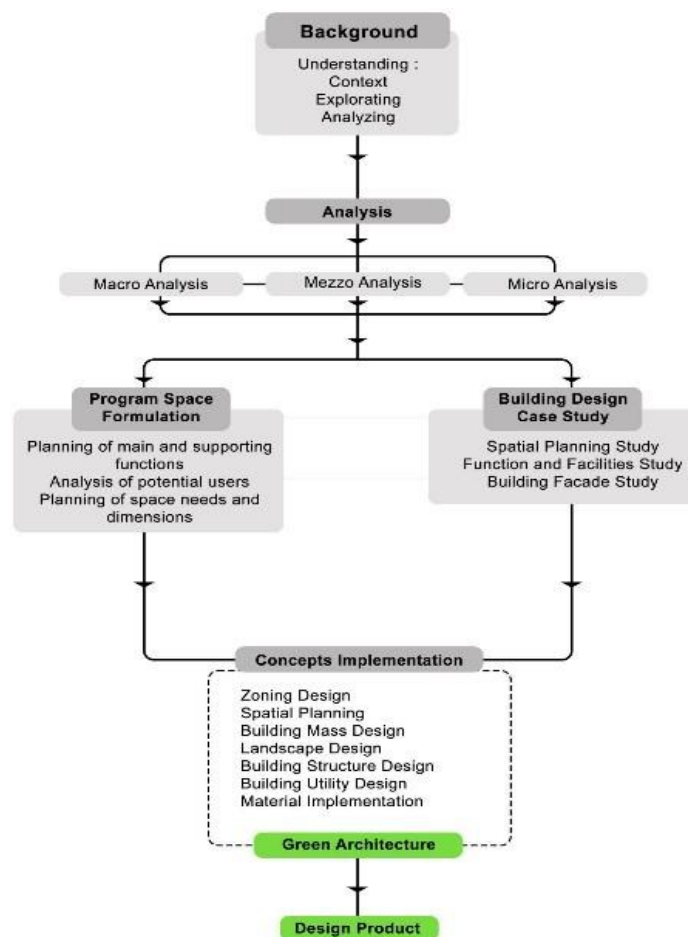 Background
Understanding :
Context
Explorating
Analyzing
Analysis
Macro Analysis
Mezzo Analysis
Micro Analysis
Program Space
Formulation
Planning of main and supporting
functions
Analysis of potential users
Planning of space needs and
dimensions
Building Design
Case Study
Spatial Planning Study
Function and Facilities Study
Building Facade Study
Concepts Implementation
Zoning Design
Spatial Planning
Building Mass Design
Landscape Design
Building Structure Design
Building Utility Design
Material Implementation
Green Architecture
Design Product